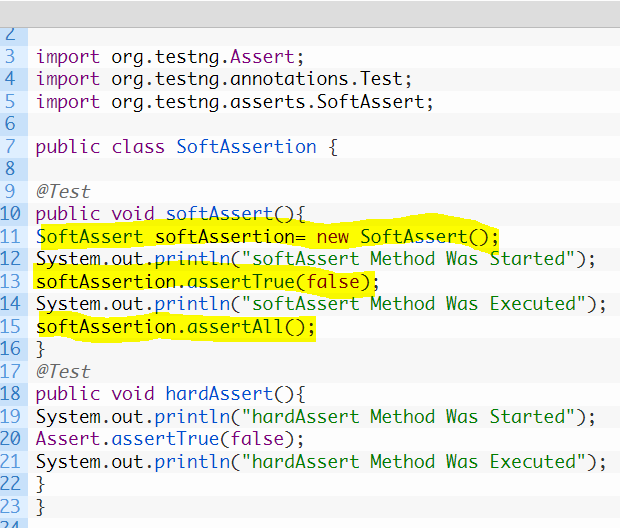 2
3 import org.testng.Assert;
4 import org.testng.annotations.Test;
5 import org.testng.asserts.SoftAssert;
6
7 public class SoftAssertion {
8
9 @Test
10 public void softAssert(){
11 SoftAssert softAssertion= new SoftAssert();
12 System.out.println("softAssert Method Was Started");
13 softAssertion.assertTrue(false);
14 System.out.println("softAssert Method Was Executed");
15 softAssertion.assertAll();
16 }
17 @Test
18 public void hardAssert(){
19 System.out.println("hardAssert Method Was Started");
20 Assert.assertTrue(false);
21 System.out.println("hardAssert Method Was Executed");
22 }
23 }
24